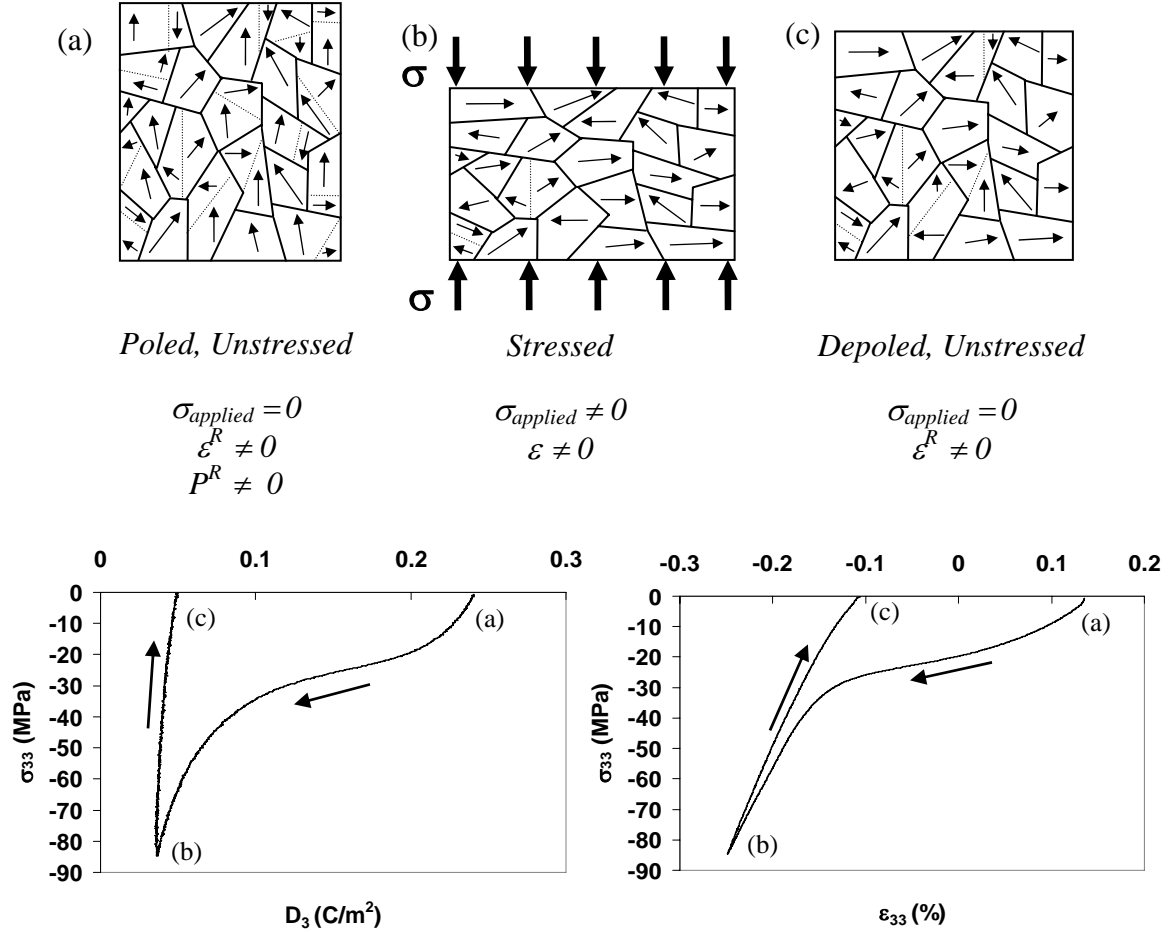 (a)
(b)
(c)
σ
σ
Poled, Unstressed
Stressed
Depoled, Unstressed
σapplied = 0
σapplied ≠ 0
σapplied = 0
εᴿ ≠ 0
ε ≠ 0
εᴿ ≠ 0
Pᴿ ≠ 0
0 0.1 0.2 0.3
0
-10
-20
-30
-40
-50
-60
-70
-80
-90
σ33 (MPa)
(c)
(a)
(b)
D3 (C/m²)
-0.3 -0.2 -0.1 0 0.1 0.2
0
-10
-20
-30
-40
-50
-60
-70
-80
-90
σ33 (MPa)
(c)
(a)
(b)
ε33 (%)